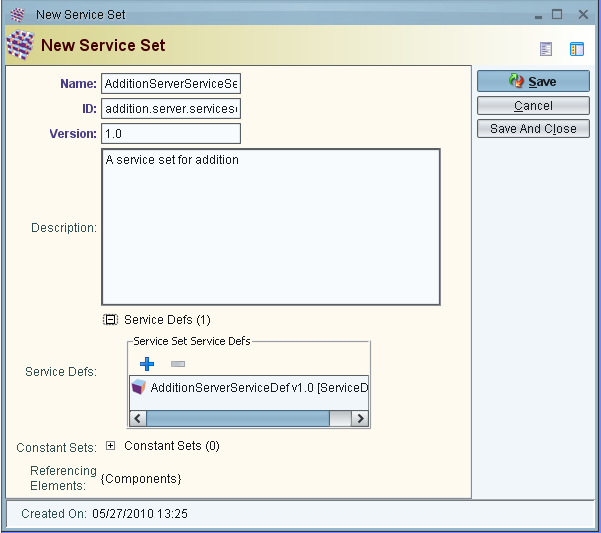 New Service Set
New Service Set
Name: AdditionServerServiceSe
ID: addition.server.services
Version: 1.0
Description: A service set for addition
Service Defs (1)
Service Defs:
Service Set Service Defs
AdditionServerServiceDef v1.0 [ServiceD
Constant Sets: Constant Sets (0)
Referencing
Elements: {Components}
Save
Cancel
Save And Close
Created On: 05/27/2010 13:25